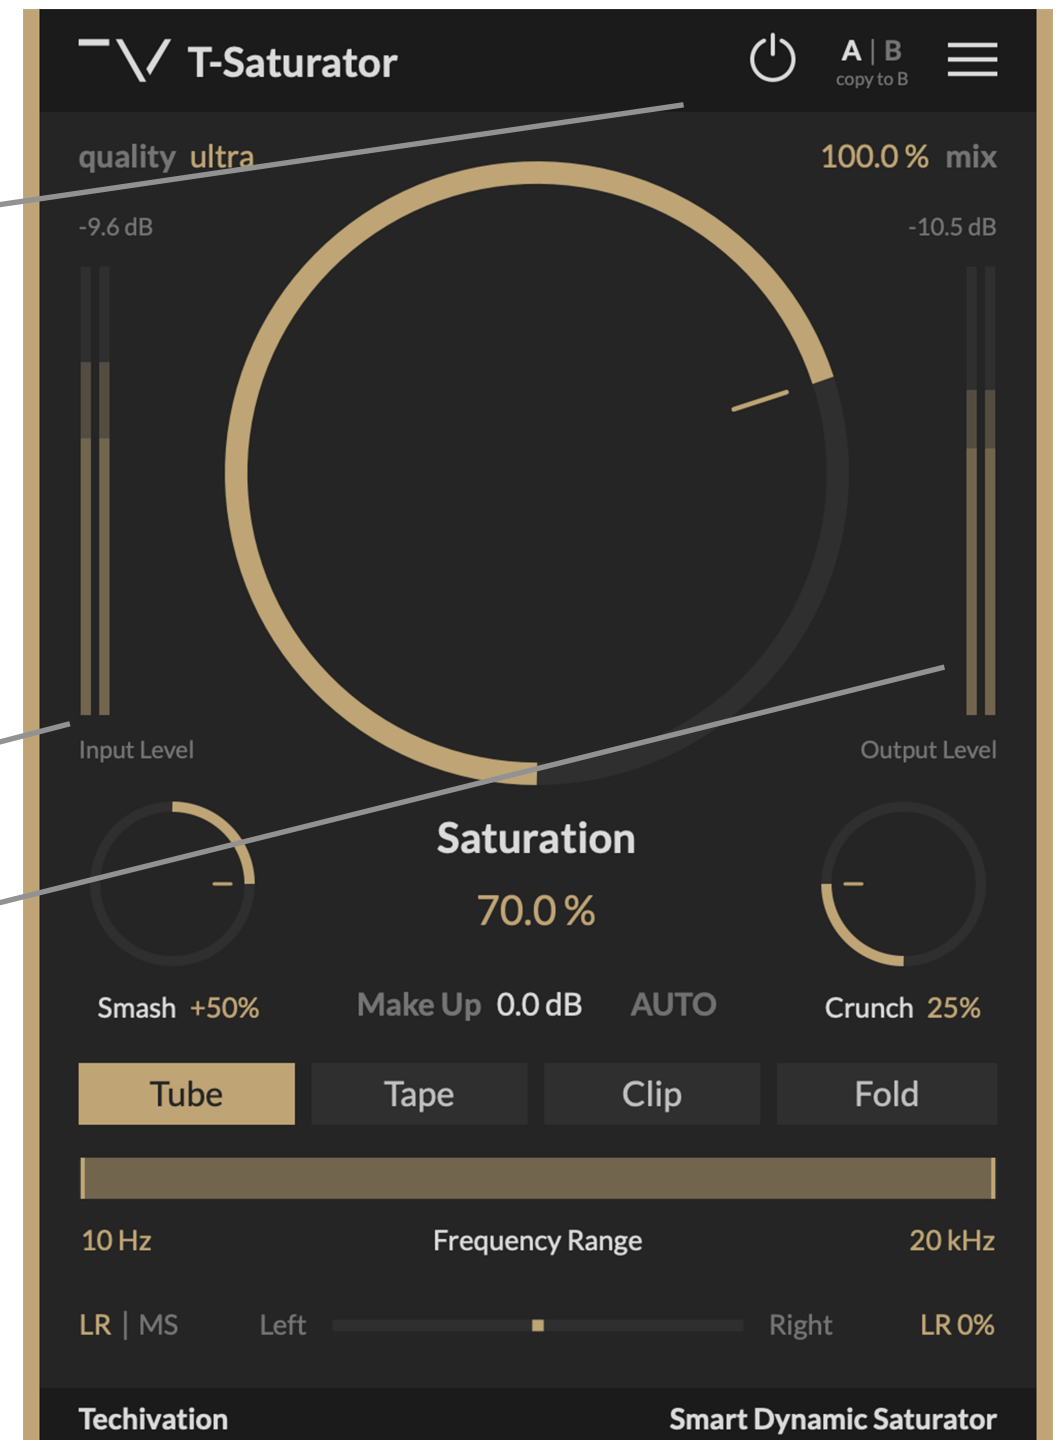 T-Saturator
A | B
copy to B
quality ultra
100.0 % mix
-9.6 dB
-10.5 dB
Input Level
Output Level
Saturation
70.0 %
Smash +50%
Make Up 0.0 dB AUTO
Crunch 25%
Tube
Tape
Clip
Fold
10 Hz
Frequency Range
20 kHz
LR | MS
Left
Right
LR 0%
Techivation
Smart Dynamic Saturator